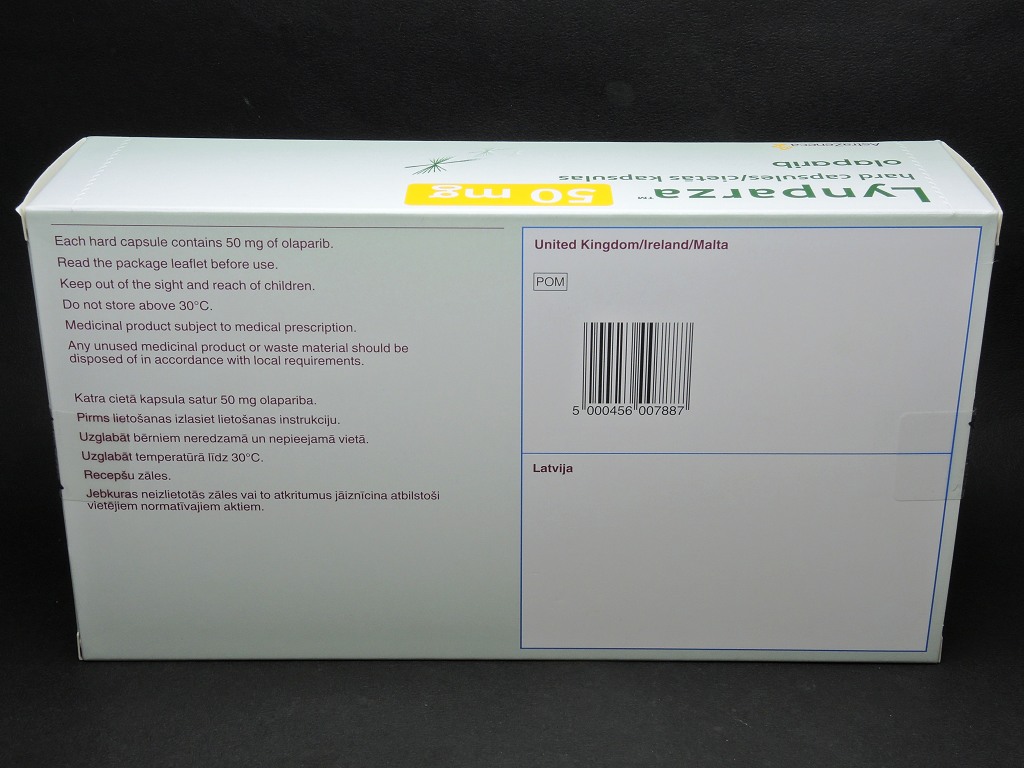 AstraZeneca
olaparib
hard capsules/cietās kapsulas
Lynparza™
50 mg
Each hard capsule contains 50 mg of olaparib.
Read the package leaflet before use.
Keep out of the sight and reach of children.
Do not store above 30°C.
Medicinal product subject to medical prescription.
Any unused medicinal product or waste material should be
disposed of in accordance with local requirements.
Katra cietā kapsula satur 50 mg olapariba.
Pirms lietošanas izlasiet lietošanas instrukciju.
Uzglabāt bērniem neredzamā un nepieejamā vietā.
Uzglabāt temperatūrā līdz 30°C.
Recepšu zāles.
Jebkuras neizlietotās zāles vai to atkritumus jāiznīcina atbilstoši
vietējiem normatīvajiem aktiem.
United Kingdom/Ireland/Malta
POM
5 000456 007887
Latvija